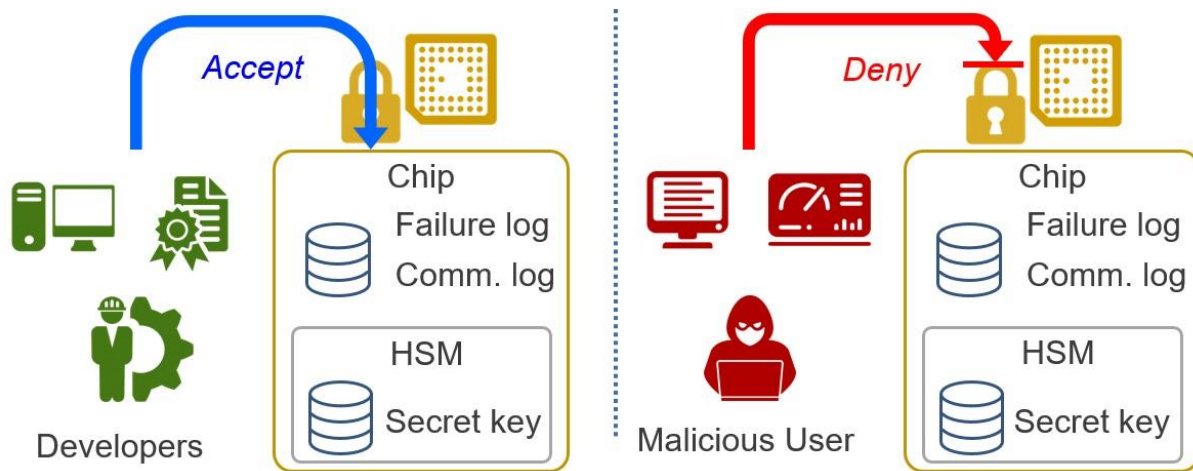 Accept
Chip
Failure log
Comm. log
HSM
Secret key
Developers
Deny
Chip
Failure log
Comm. log
HSM
Secret key
Malicious User